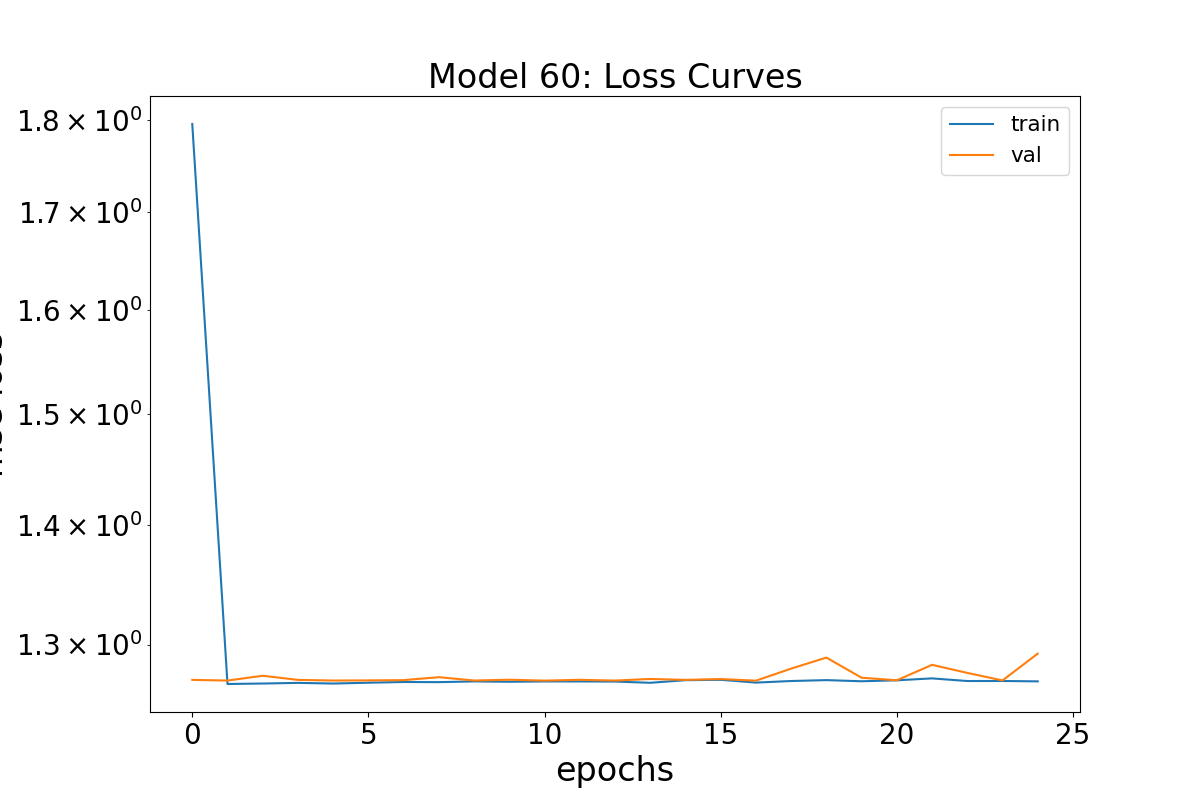 Model 60: Loss Curves
1.8 × 10⁰
1.7 × 10⁰
1.6 × 10⁰
1.5 × 10⁰
1.4 × 10⁰
1.3 × 10⁰
train
val
0 5 10 15 20 25
epochs